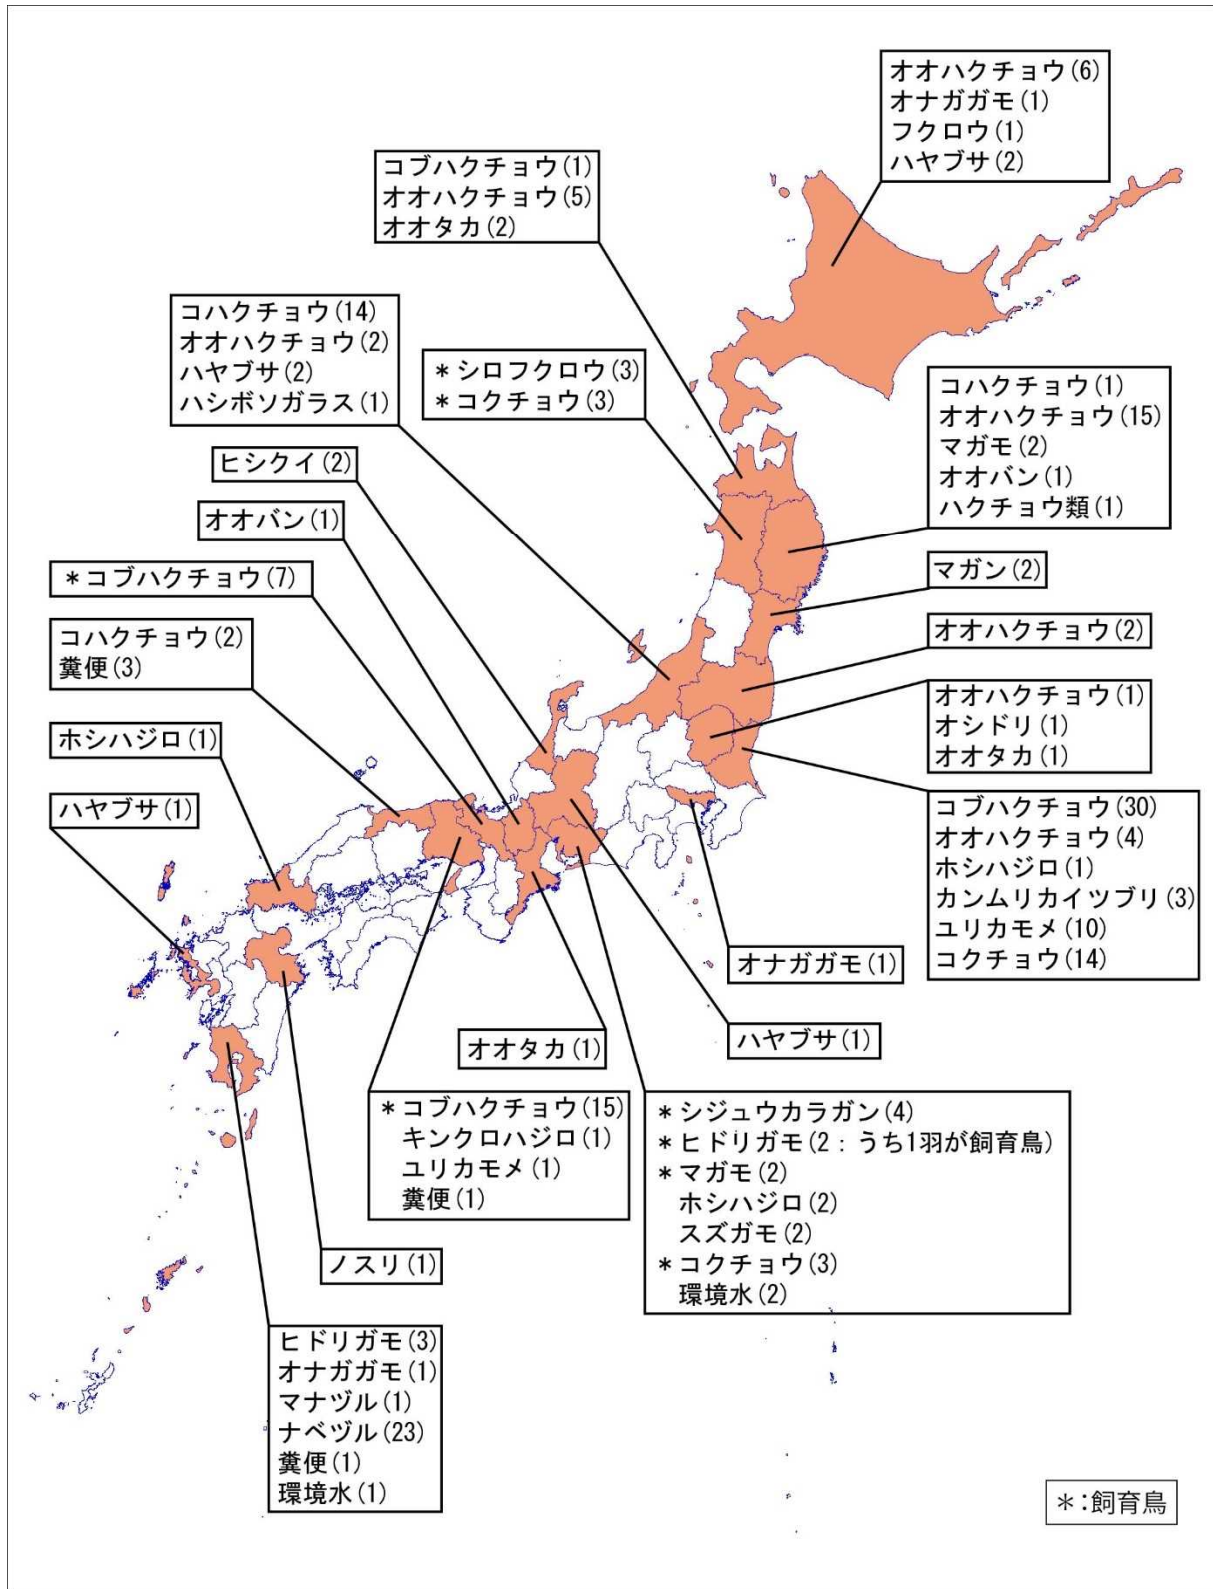 オオハクチョウ(6)
オナガガモ(1)
フクロウ(1)
ハヤブサ(2)
コブハクチョウ(1)
オオハクチョウ(5)
オオタカ(2)
コハクチョウ(14)
オオハクチョウ(2)
ハヤブサ(2)
ハシボソガラス(1)
*シロフクロウ(3)
*コクチョウ(3)
コハクチョウ(1)
オオハクチョウ(15)
マガモ(2)
オオバン(1)
ハクチョウ類(1)
ヒシクイ(2)
オオバン(1)
*コブハクチョウ(7)
マガン(2)
オオハクチョウ(2)
コハクチョウ(2)
糞便(3)
オオハクチョウ(1)
オシドリ(1)
オオタカ(1)
ホシハジロ(1)
ハヤブサ(1)
コブハクチョウ(30)
オオハクチョウ(4)
ホシハジロ(1)
カンムリカイツブリ(3)
ユリカモメ(10)
コクチョウ(14)
オナガガモ(1)
オオタカ(1)
ハヤブサ(1)
*コブハクチョウ(15)
キンクロハジロ(1)
ユリカモメ(1)
糞便(1)
*シジュウカラガン(4)
*ヒドリガモ(2:うち1羽が飼育鳥)
*マガモ(2)
ホシハジロ(2)
スズガモ(2)
*コクチョウ(3)
環境水(2)
ノスリ(1)
ヒドリガモ(3)
オナガガモ(1)
マナヅル(1)
ナベヅル(23)
糞便(1)
環境水(1)
*:飼育鳥